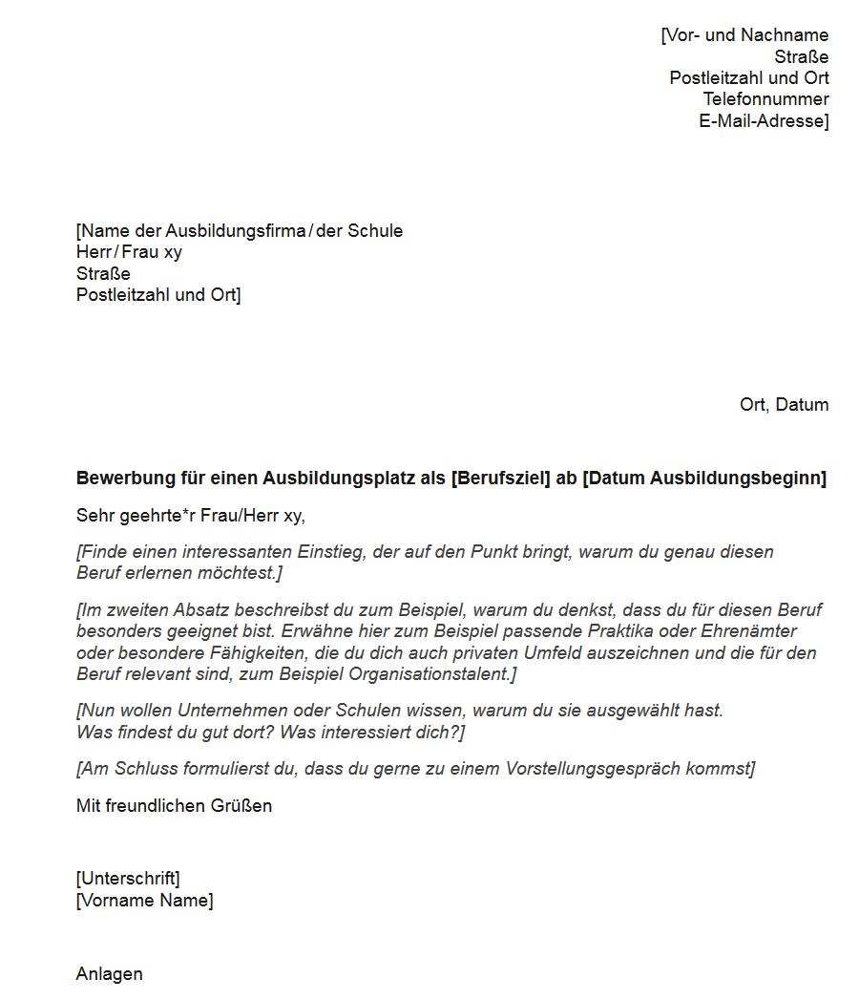 [Vor- und Nachname
Straße
Postleitzahl und Ort
Telefonnummer
E-Mail-Adresse]
[Name der Ausbildungsfirma/der Schule
Herr/Frau xy
Straße
Postleitzahl und Ort]
Ort, Datum
Bewerbung für einen Ausbildungsplatz als [Berufsziel] ab [Datum Ausbildungsbeginn]
Sehr geehrte*r Frau/Herr xy,
[Finde einen interessanten Einstieg, der auf den Punkt bringt, warum du genau diesen
Beruf erlernen möchtest.]
[Im zweiten Absatz beschreibst du zum Beispiel, warum du denkst, dass du für diesen Beruf
besonders geeignet bist. Erwähne hier zum Beispiel passende Praktika oder Ehrenämter
oder besondere Fähigkeiten, die du dich auch privaten Umfeld auszeichnen und die für den
Beruf relevant sind, zum Beispiel Organisationstalent.]
[Nun wollen Unternehmen oder Schulen wissen, warum du sie ausgewählt hast.
Was findest du gut dort? Was interessiert dich?]
[Am Schluss formulierst du, dass du gerne zu einem Vorstellungsgespräch kommst]
Mit freundlichen Grüßen
[Unterschrift]
[Vorname Name]
Anlagen